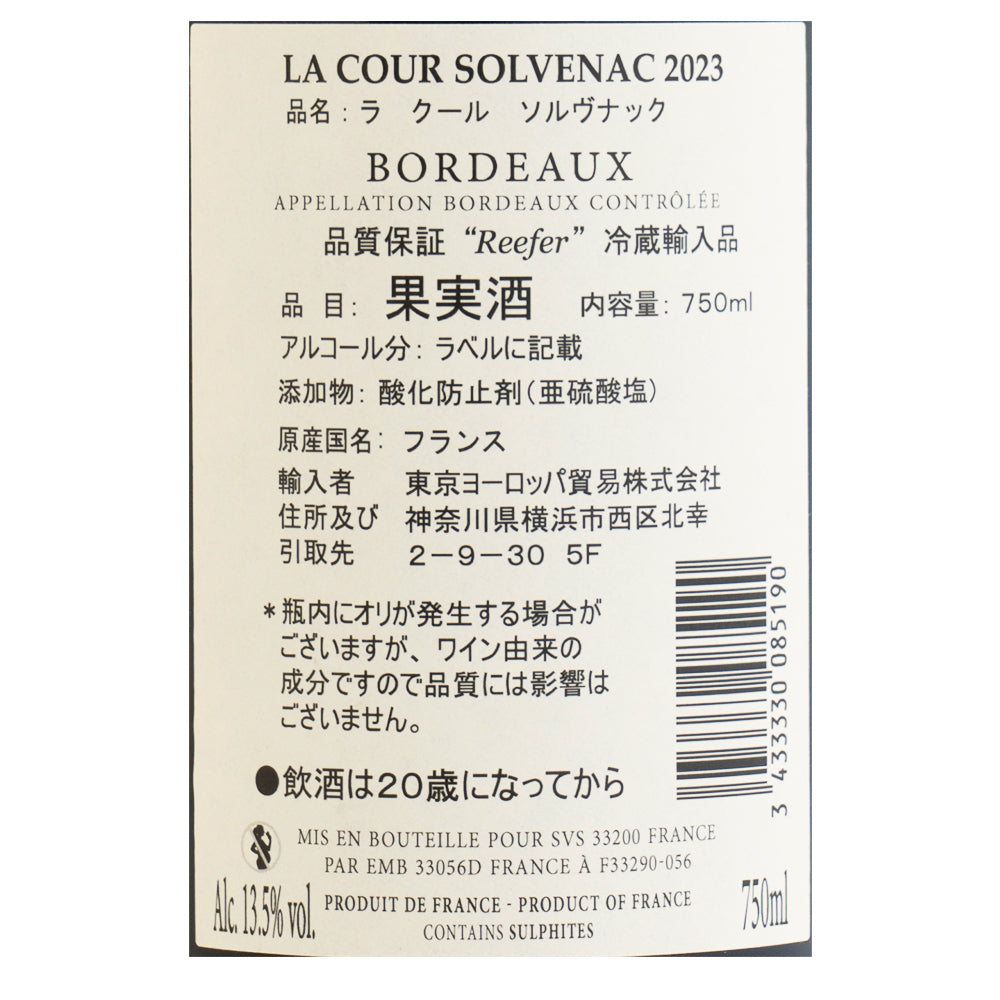 LA COUR SOLVENAC 2023
品名：ラ クール ソルヴナック
BORDEAUX
APPELLATION BORDEAUX CONTRÔLÉE
品質保証 “Reefer” 冷蔵輸入品
品 目： 果実酒 内容量： 750ml
アルコール分： ラベルに記載
添加物： 酸化防止剤（亜硫酸塩）
原産国名： フランス
輸入者 東京ヨーロッパ貿易株式会社
住所及び 神奈川県横浜市西区北幸
引取先 2－9－30 5F
＊瓶内にオリが発生する場合が
ございますが、ワイン由来の
成分ですので品質には影響は
ございません。
3 433330 085190
●飲酒は20歳になってから
MIS EN BOUTEILLE POUR SVS 33200 FRANCE
PAR EMB 33056D FRANCE À F33290-056
Alc. 13.5% vol.
PRODUIT DE FRANCE - PRODUCT OF FRANCE
750ml
CONTAINS SULPHITES